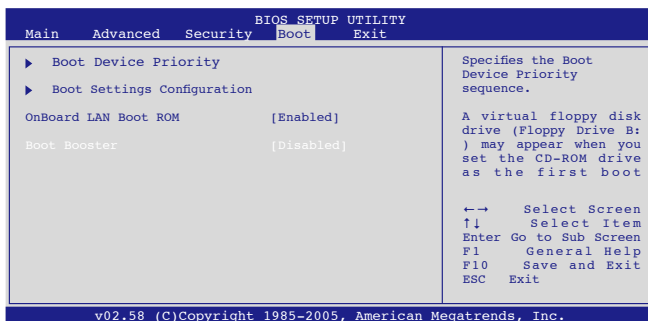 BIOS SETUP UTILITY
Main Advanced Security Boot Exit
Boot Device Priority
Boot Settings Configuration
OnBoard LAN Boot ROM [Enabled]
Boot Booster [Disabled]
Specifies the Boot
Device Priority
sequence.
A virtual floppy disk
drive (Floppy Drive B:
) may appear when you
set the CD-ROM drive
as the first boot
←→ Select Screen
↑↓ Select Item
Enter Go to Sub Screen
F1 General Help
F10 Save and Exit
ESC Exit
v02.58 (C)Copyright 1985-2005, American Megatrends, Inc.